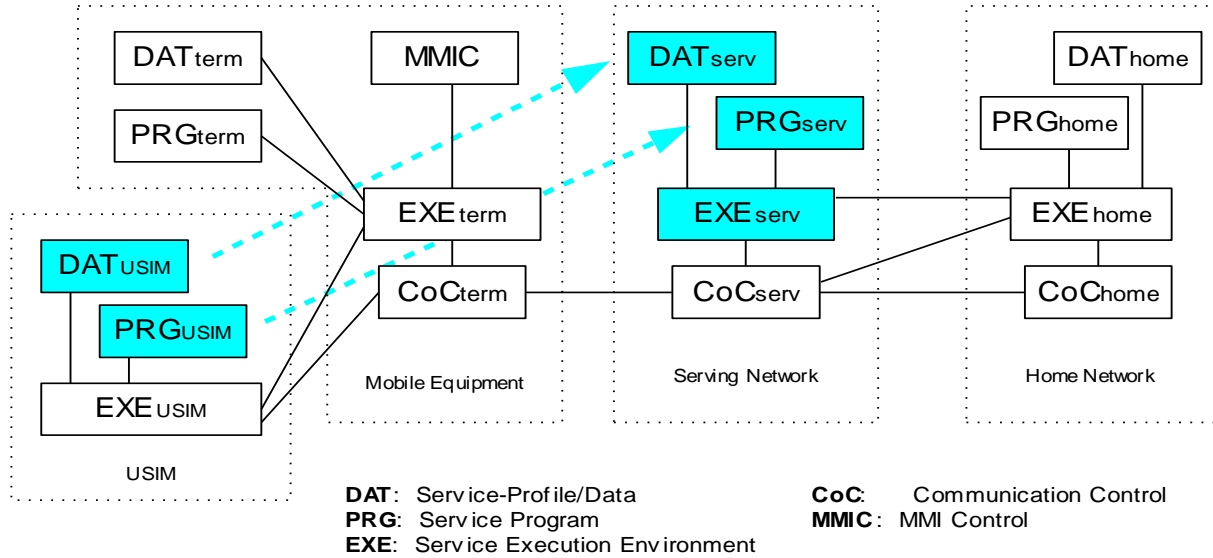 DATterm
MMIC
DATserv
DAThome
PRGterm
PRGserv
PRGhome
EXEterm
EXEserv
EXEhome
DATUSIM
CoCterm
CoCserv
CoChome
PRGUSIM
Mobile Equipment
Serving Network
Home Network
EXEUSIM
USIM
DAT: Service-Profile/Data
CoC: Communication Control
PRG: Service Program
MMIC: MMI Control
EXE: Service Execution Environment